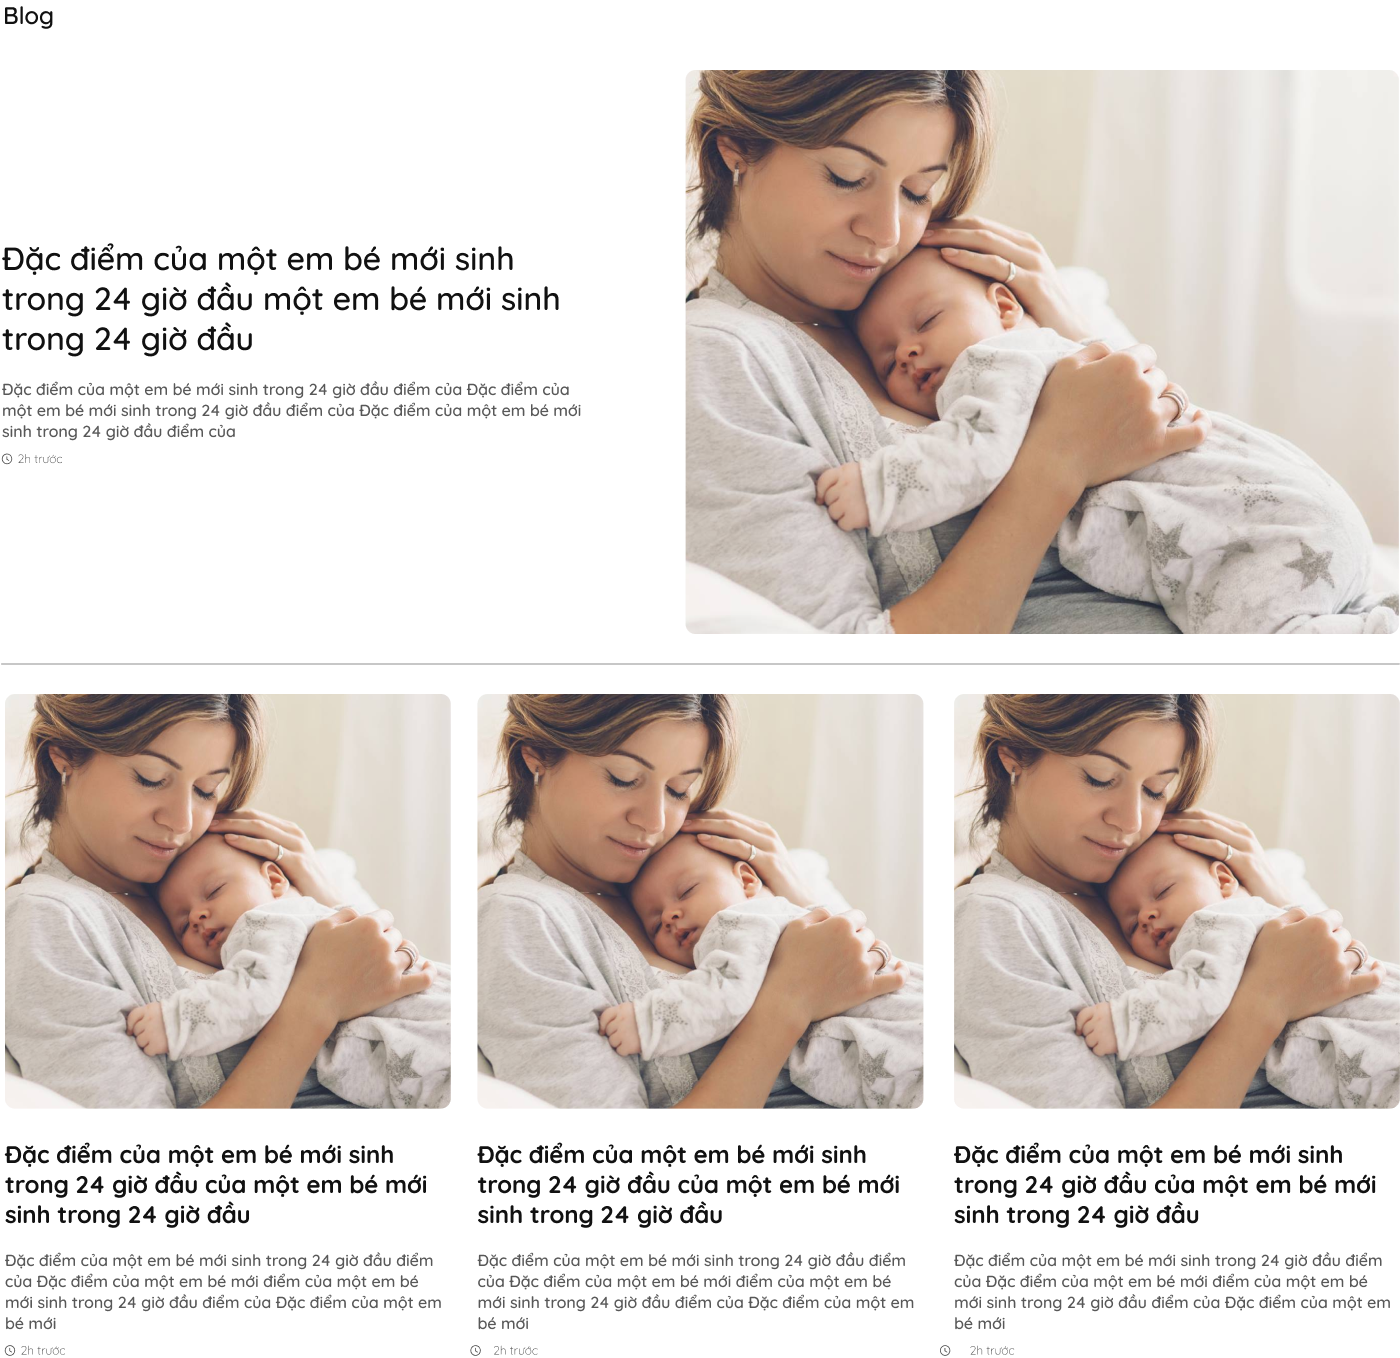 Blog
Đặc điểm của một em bé mới sinh
trong 24 giờ đầu một em bé mới sinh
trong 24 giờ đầu
Đặc điểm của một em bé mới sinh trong 24 giờ đầu điểm của Đặc điểm của
một em bé mới sinh trong 24 giờ đầu điểm của Đặc điểm của một em bé mới
sinh trong 24 giờ đầu điểm của
2h trước
Đặc điểm của một em bé mới sinh
trong 24 giờ đầu của một em bé mới
sinh trong 24 giờ đầu
Đặc điểm của một em bé mới sinh trong 24 giờ đầu điểm
của Đặc điểm của một em bé mới điểm của một em bé
mới sinh trong 24 giờ đầu điểm của Đặc điểm của một em
bé mới
2h trước
Đặc điểm của một em bé mới sinh
trong 24 giờ đầu của một em bé mới
sinh trong 24 giờ đầu
Đặc điểm của một em bé mới sinh trong 24 giờ đầu điểm
của Đặc điểm của một em bé mới điểm của một em bé
mới sinh trong 24 giờ đầu điểm của Đặc điểm của một em
bé mới
2h trước
Đặc điểm của một em bé mới sinh
trong 24 giờ đầu của một em bé mới
sinh trong 24 giờ đầu
Đặc điểm của một em bé mới sinh trong 24 giờ đầu điểm
của Đặc điểm của một em bé mới điểm của một em bé
mới sinh trong 24 giờ đầu điểm của Đặc điểm của một em
bé mới
2h trước